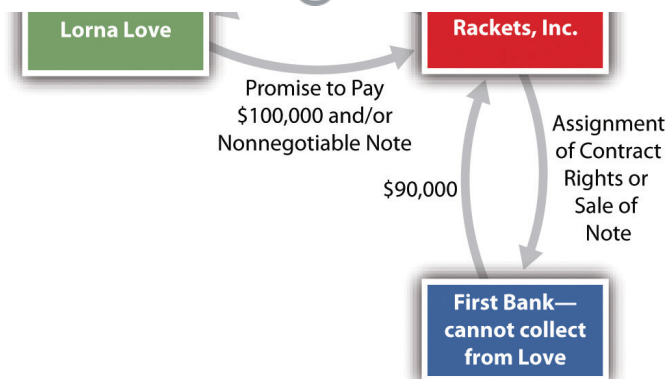 Lorna Love
Rackets, Inc.
Promise to Pay
$100,000 and/or
Nonnegotiable Note
Assignment
of Contract
Rights or
Sale of
Note
$90,000
First Bank—
cannot collect
from Love